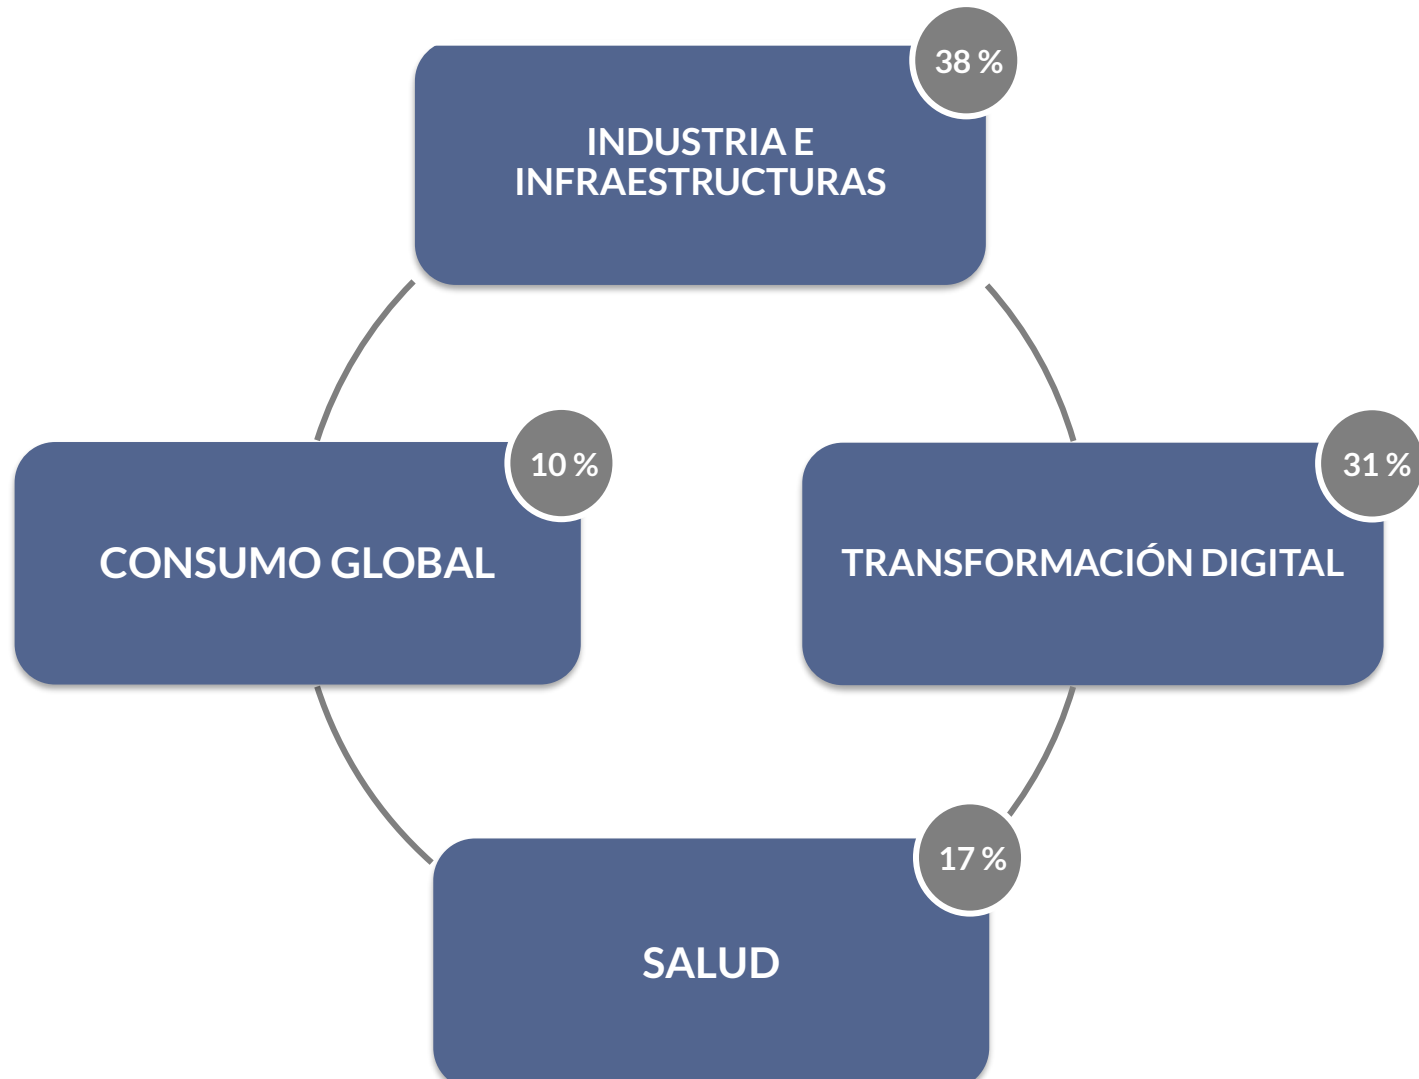 38 %
INDUSTRIA E
INFRAESTRUCTURAS
10 %
CONSUMO GLOBAL
31 %
TRANSFORMACIÓN DIGITAL
17 %
SALUD